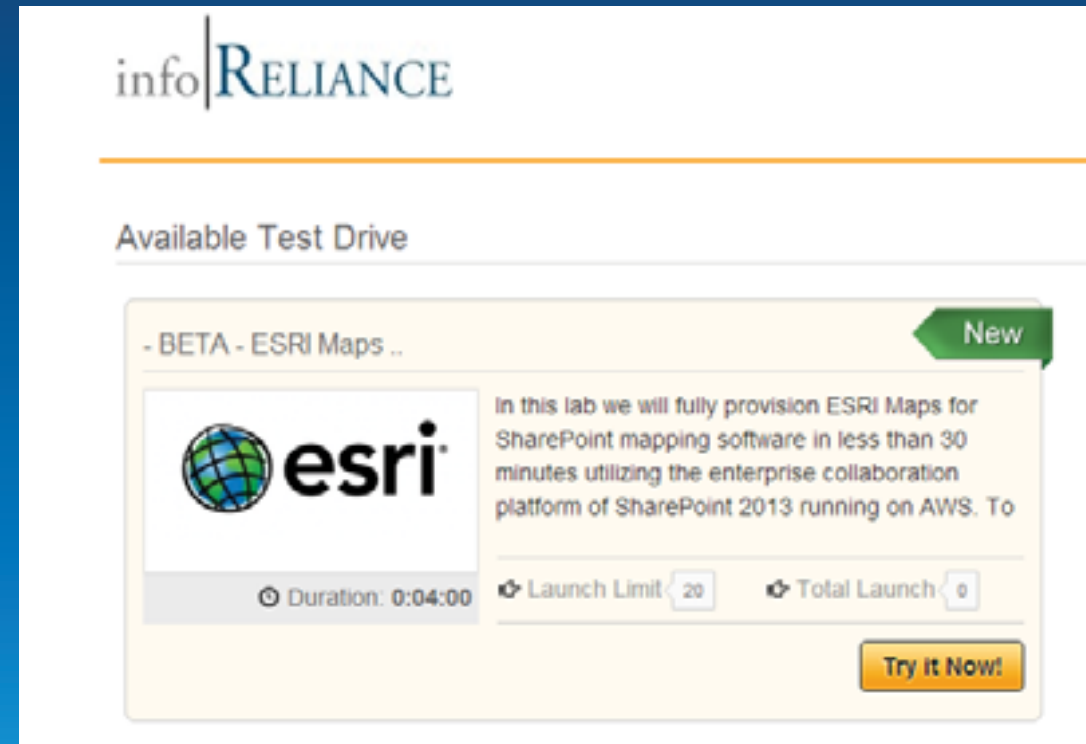 info RELIANCE
Available Test Drive
- BETA - ESRI Maps ..
New
esri
In this lab we will fully provision ESRI Maps for
SharePoint mapping software in less than 30
minutes utilizing the enterprise collaboration
platform of SharePoint 2013 running on AWS. To
Duration: 0:04:00
Launch Limit 20 Total Launch 0
Try it Now!